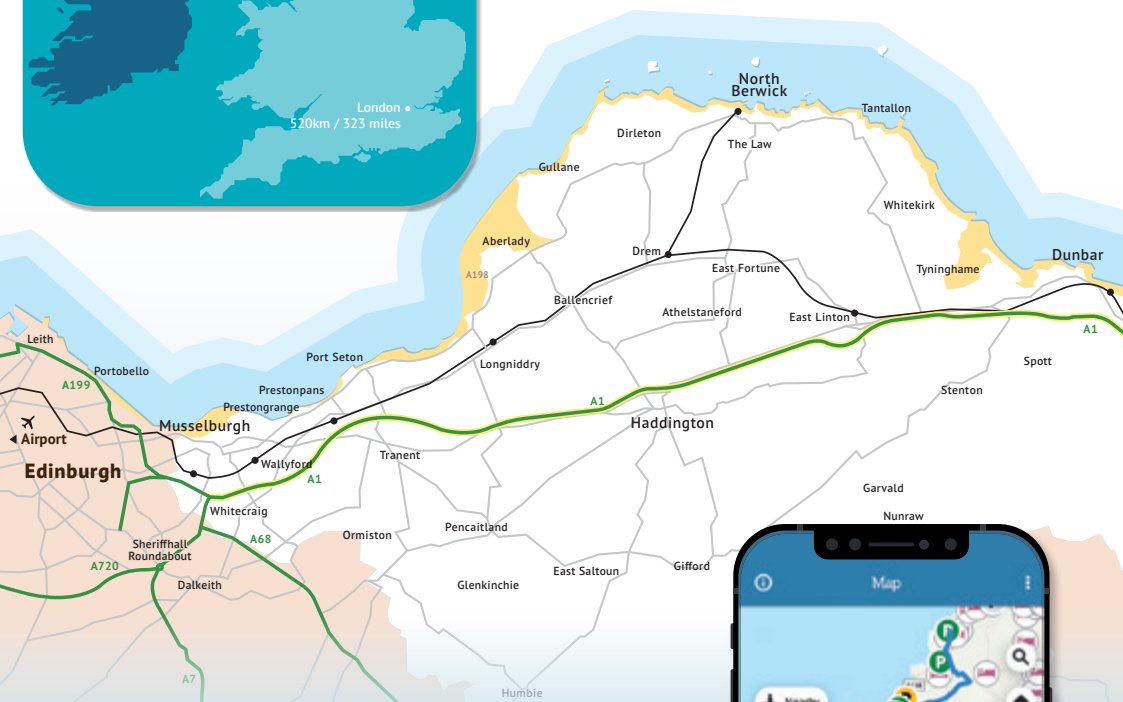 London
520km / 323 miles
North
Berwick
Tantallon
Dirleton
The Law
Gullane
Whitekirk
Aberlady
Drem
Dunbar
A198
East Fortune
Tyninghame
Ballencrief
Athelstaneford
East Linton
A1
Leith
Port Seton
Longniddry
Spott
Portobello
A199
Prestonpans
Stenton
Prestongrange
A1
Airport
Musselburgh
Haddington
Edinburgh
Wallyford
Tranent
A1
Garvald
Whitecraig
Nunraw
Pencaitland
Ormiston
A68
Sheriffhall
Roundabout
A720
Gifford
East Saltoun
Dalkeith
Glenkinchie
Map
P
P
A7
Humbie
Nearby